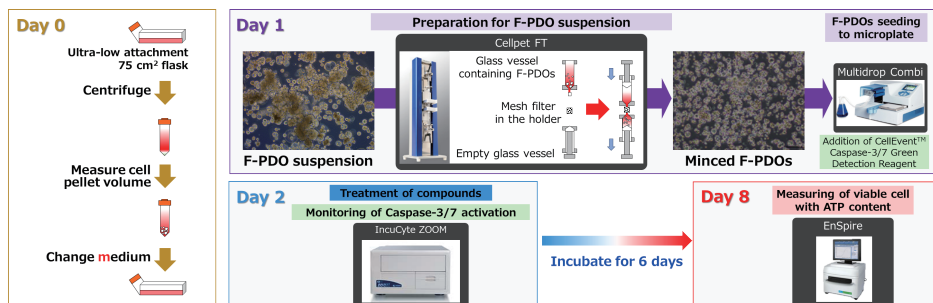 Day 0
Ultra-low attachment
75 cm² flask
Centrifuge
Measure cell
pellet volume
Change medium
Day 1
Preparation for F-PDO suspension
Cellpet FT
Glass vessel
containing F-PDOs
Mesh filter
in the holder
Empty glass vessel
F-PDO suspension
Minced F-PDOs
F-PDOs seeding
to microplate
Multidrop Combi
Addition of CellEvent™
Caspase-3/7 Green
Detection Reagent
Day 2
Treatment of compounds
Monitoring of Caspase-3/7 activation
IncuCyte ZOOM
Incubate for 6 days
Day 8
Measuring of viable cell
with ATP content
EnSpire